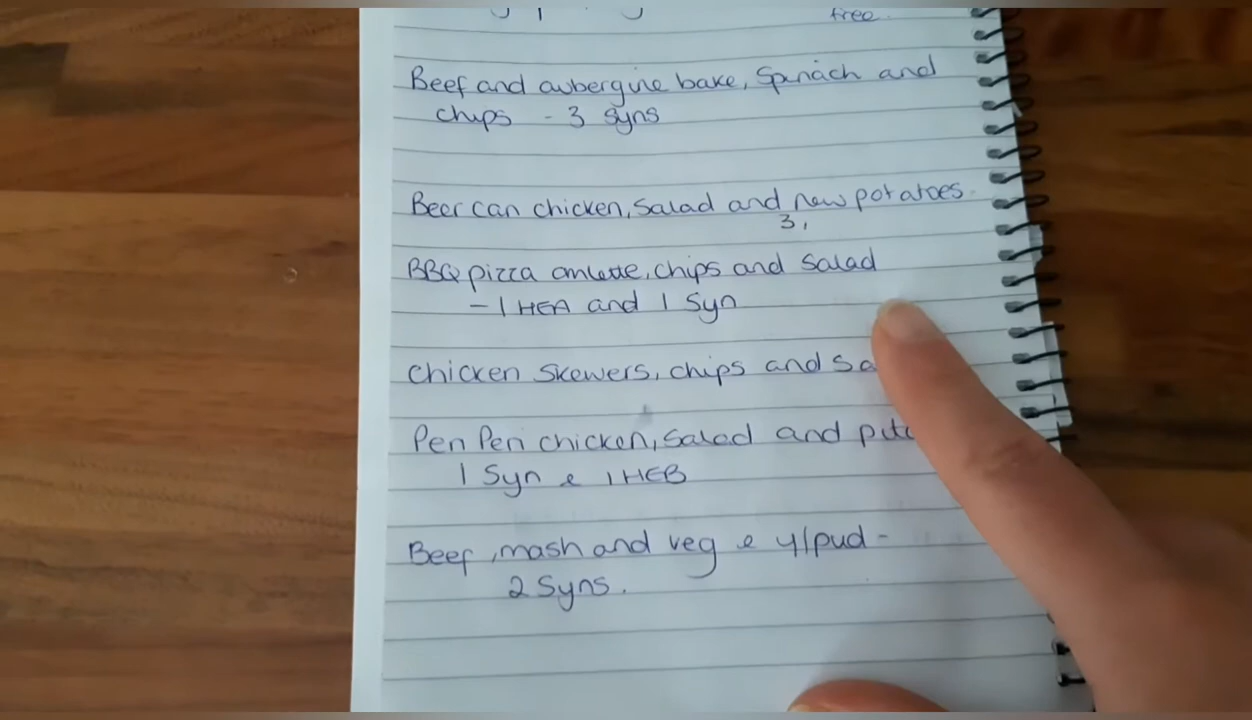 free.
Beef and aubergine bake, Spinach and
chips - 3 Syns
Beer can chicken, Salad and new potatoes.
3,
BBQ pizza omlette, chips and Salad
- 1 HEA and 1 Syn
Chicken Skewers, chips and
Pen Pen chicken, Salad and
1 Syn & 1 HEB
Beef, mash and veg & y/pud -
2 Syns.